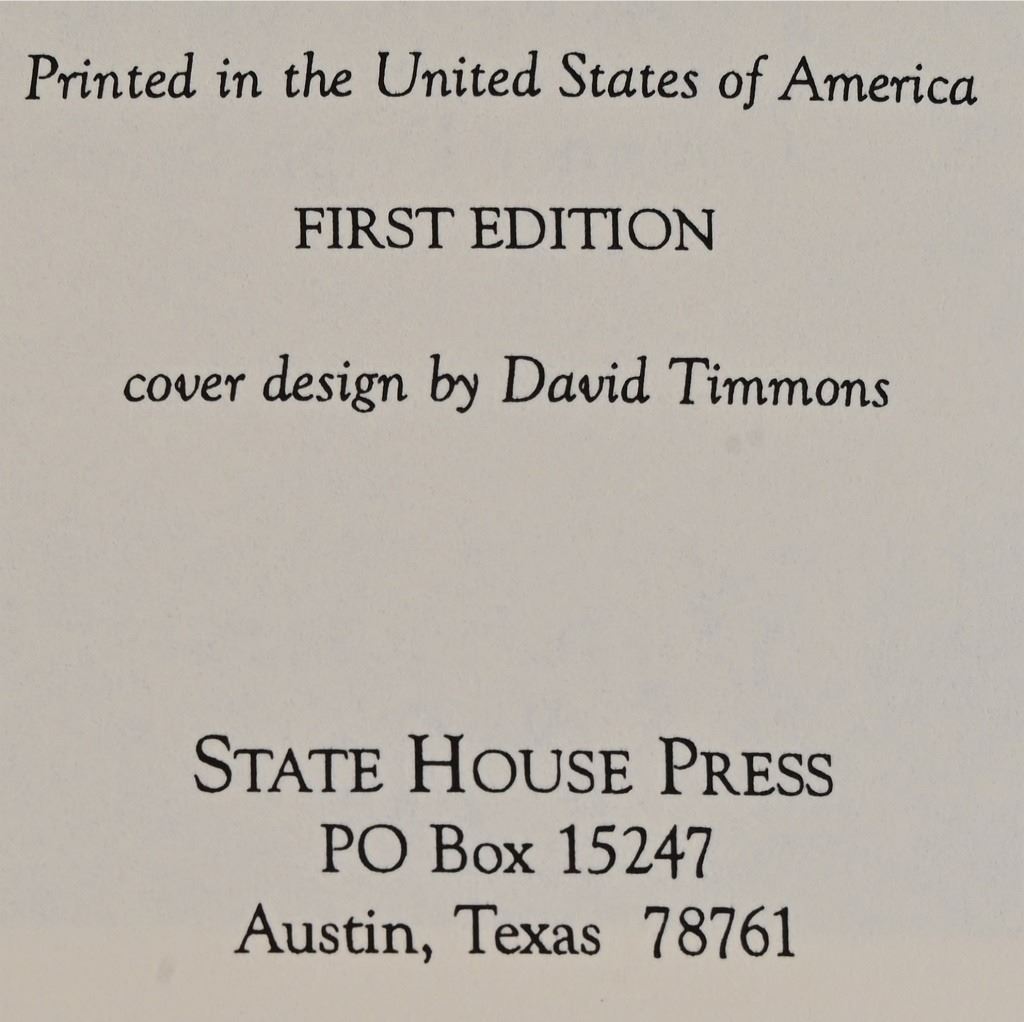 Printed in the United States of America
FIRST EDITION
cover design by David Timmons
STATE HOUSE PRESS
PO Box 15247
Austin, Texas 78761